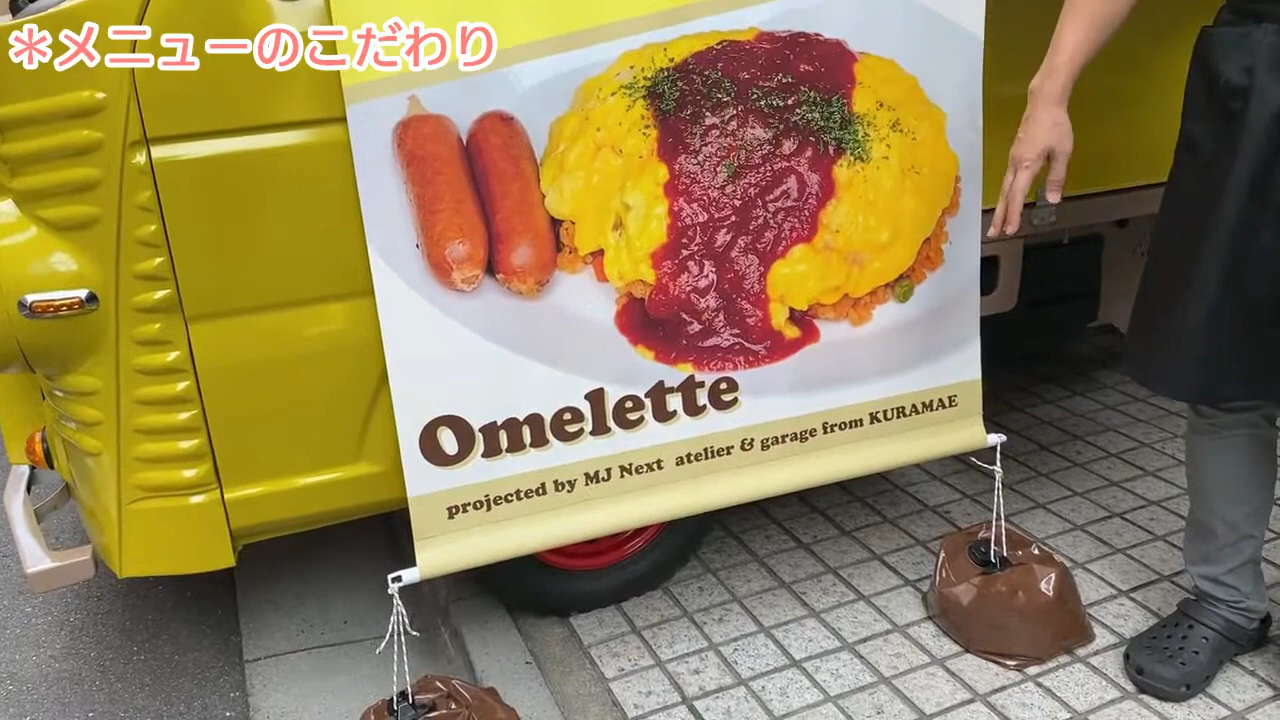 *メニューのこだわり
Omelette
projected by MJ Next atelier & garage from KURAMAE